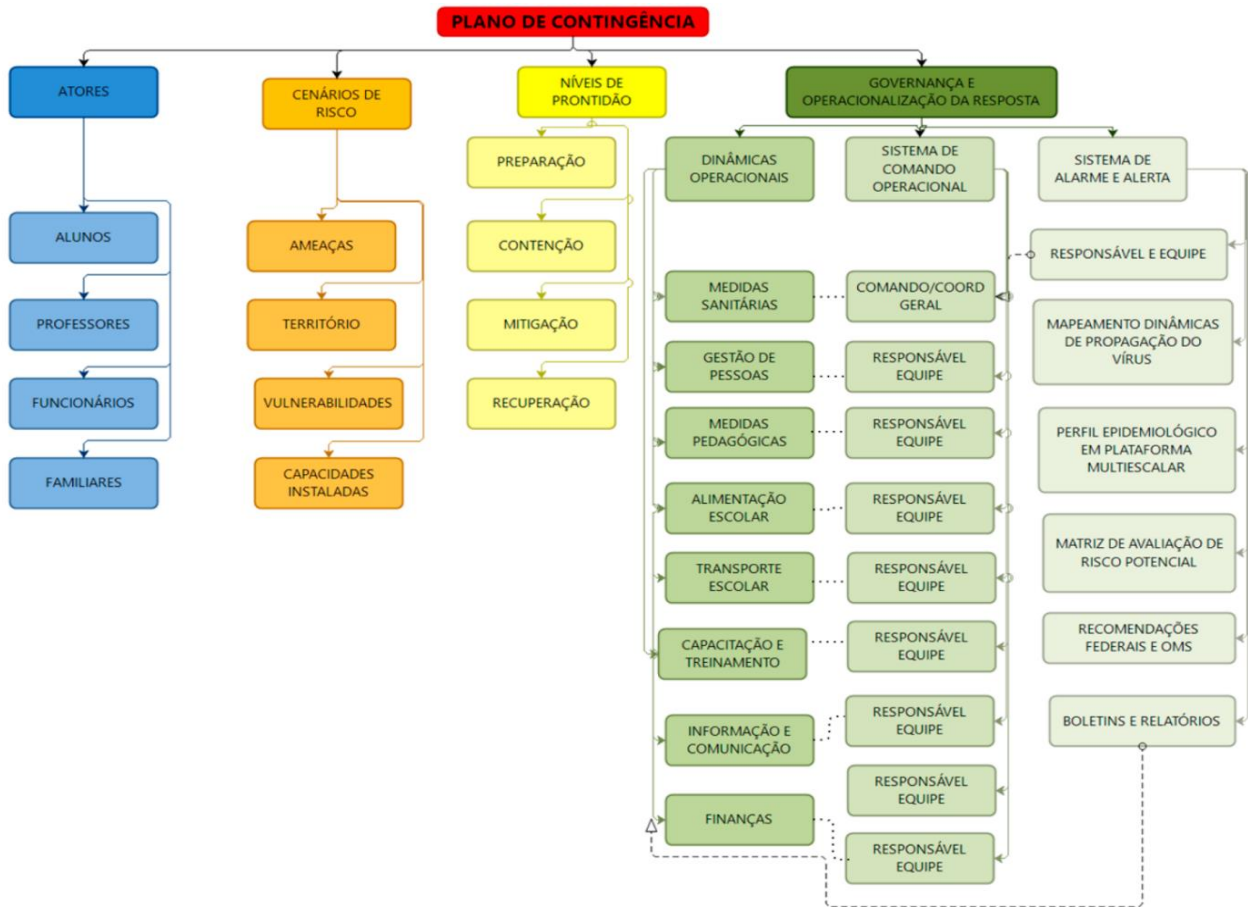 PLANO DE CONTINGÊNCIA
ATORES
ALUNOS
PROFESSORES
FUNCIONÁRIOS
FAMILIARES
CENÁRIOS DE
RISCO
AMEAÇAS
TERRITÓRIO
VULNERABILIDADES
CAPACIDADES
INSTALADAS
NÍVEIS DE
PRONTIDÃO
PREPARAÇÃO
CONTENÇÃO
MITIGAÇÃO
RECUPERAÇÃO
GOVERNANÇA E
OPERACIONALIZAÇÃO DA RESPOSTA
DINÂMICAS
OPERACIONAIS
MEDIDAS
SANITÁRIAS
GESTÃO DE
PESSOAS
MEDIDAS
PEDAGÓGICAS
ALIMENTAÇÃO
ESCOLAR
TRANSPORTE
ESCOLAR
CAPACITAÇÃO E
TREINAMENTO
INFORMAÇÃO E
COMUNICAÇÃO
FINANÇAS
SISTEMA DE
COMANDO
OPERACIONAL
COMANDO/COORD
GERAL
RESPONSÁVEL
EQUIPE
RESPONSÁVEL
EQUIPE
RESPONSÁVEL
EQUIPE
RESPONSÁVEL
EQUIPE
RESPONSÁVEL
EQUIPE
RESPONSÁVEL
EQUIPE
RESPONSÁVEL
EQUIPE
RESPONSÁVEL
EQUIPE
SISTEMA DE
ALARME E ALERTA
RESPONSÁVEL E EQUIPE
MAPEAMENTO DINÂMICAS
DE PROPAGAÇÃO DO
VÍRUS
PERFIL EPIDEMIOLÓGICO
EM PLATAFORMA
MULTIESCALAR
MATRIZ DE AVALIAÇÃO DE
RISCO POTENCIAL
RECOMENDAÇÕES
FEDERAIS E OMS
BOLETINS E RELATÓRIOS